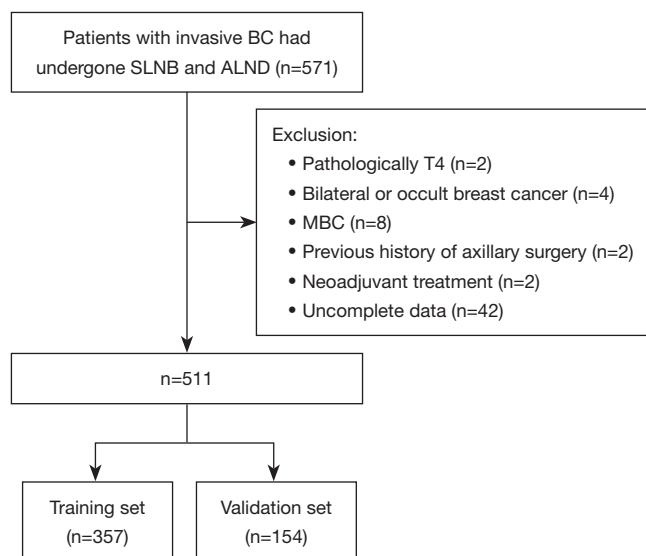 Patients with invasive BC had
undergone SLNB and ALND (n=571)
Exclusion:
• Pathologically T4 (n=2)
• Bilateral or occult breast cancer (n=4)
• MBC (n=8)
• Previous history of axillary surgery (n=2)
• Neoadjuvant treatment (n=2)
• Uncomplete data (n=42)
n=511
Training set
(n=357)
Validation set
(n=154)